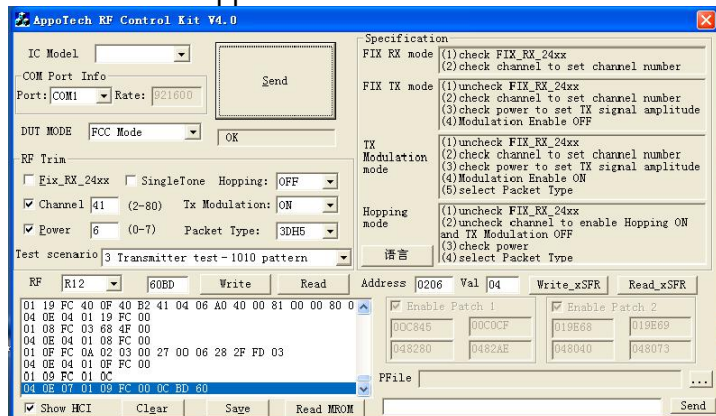 AppoTech RF Control Kit V4.0
IC Model
COM Port Info
Port: COM1 Rate: 921600
Send
DUT MODE FCC Mode
OK
RF Trim
Fix_RX_24xx SingleTone Hopping: OFF
Channel 41 (2-80) Tx Modulation: ON
Power 6 (0-7) Packet Type: 3DH5
Test scenario 3 Transmitter test - 1010 pattern
RF R12 60BD Write Read
01 19 FC 40 0F 40 B2 41 04 06 A0 40 00 81 00 00 80 0
04 0E 04 01 19 FC 00
01 08 FC 03 68 4F 00
04 0E 04 01 08 FC 00
01 0F FC 0A 02 03 00 27 00 06 28 2F FD 03
04 0E 04 01 0F FC 00
01 09 FC 01 0C
04 0E 07 01 09 FC 00 0C BD 60
Show HCI Clear Save Read MROM
Specification
FIX RX mode (1)check FIX_RX_24xx
(2)check channel to set channel number
FIX TX mode (1)uncheck FIX_RX_24xx
(2)check channel to set channel number
(3)check power to set TX signal amplitude
(4)Modulation Enable OFF
TX Modulation mode (1)uncheck FIX_RX_24xx
(2)check channel to set channel number
(3)check power to set TX signal amplitude
(4)Modulation Enable ON
(5)select Packet Type
Hopping mode (1)uncheck FIX_RX_24xx
(2)uncheck channel to enable Hopping ON
and TX Modulation OFF
(3)check power
(4)select Packet Type
语言
Address 0206 Val 04 Write_xSFR Read_xSFR
Enable Patch 1 Enable Patch 2
00C845 00C0CF 019E68 019E69
048280 0482AE 048040 048073
PFile ...
Send